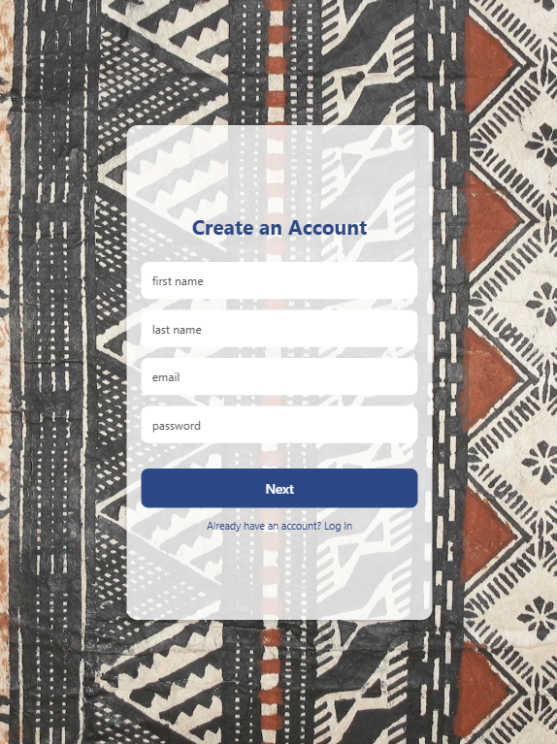 Create an Account
first name
last name
email
password
Next
Already have an account? Log In